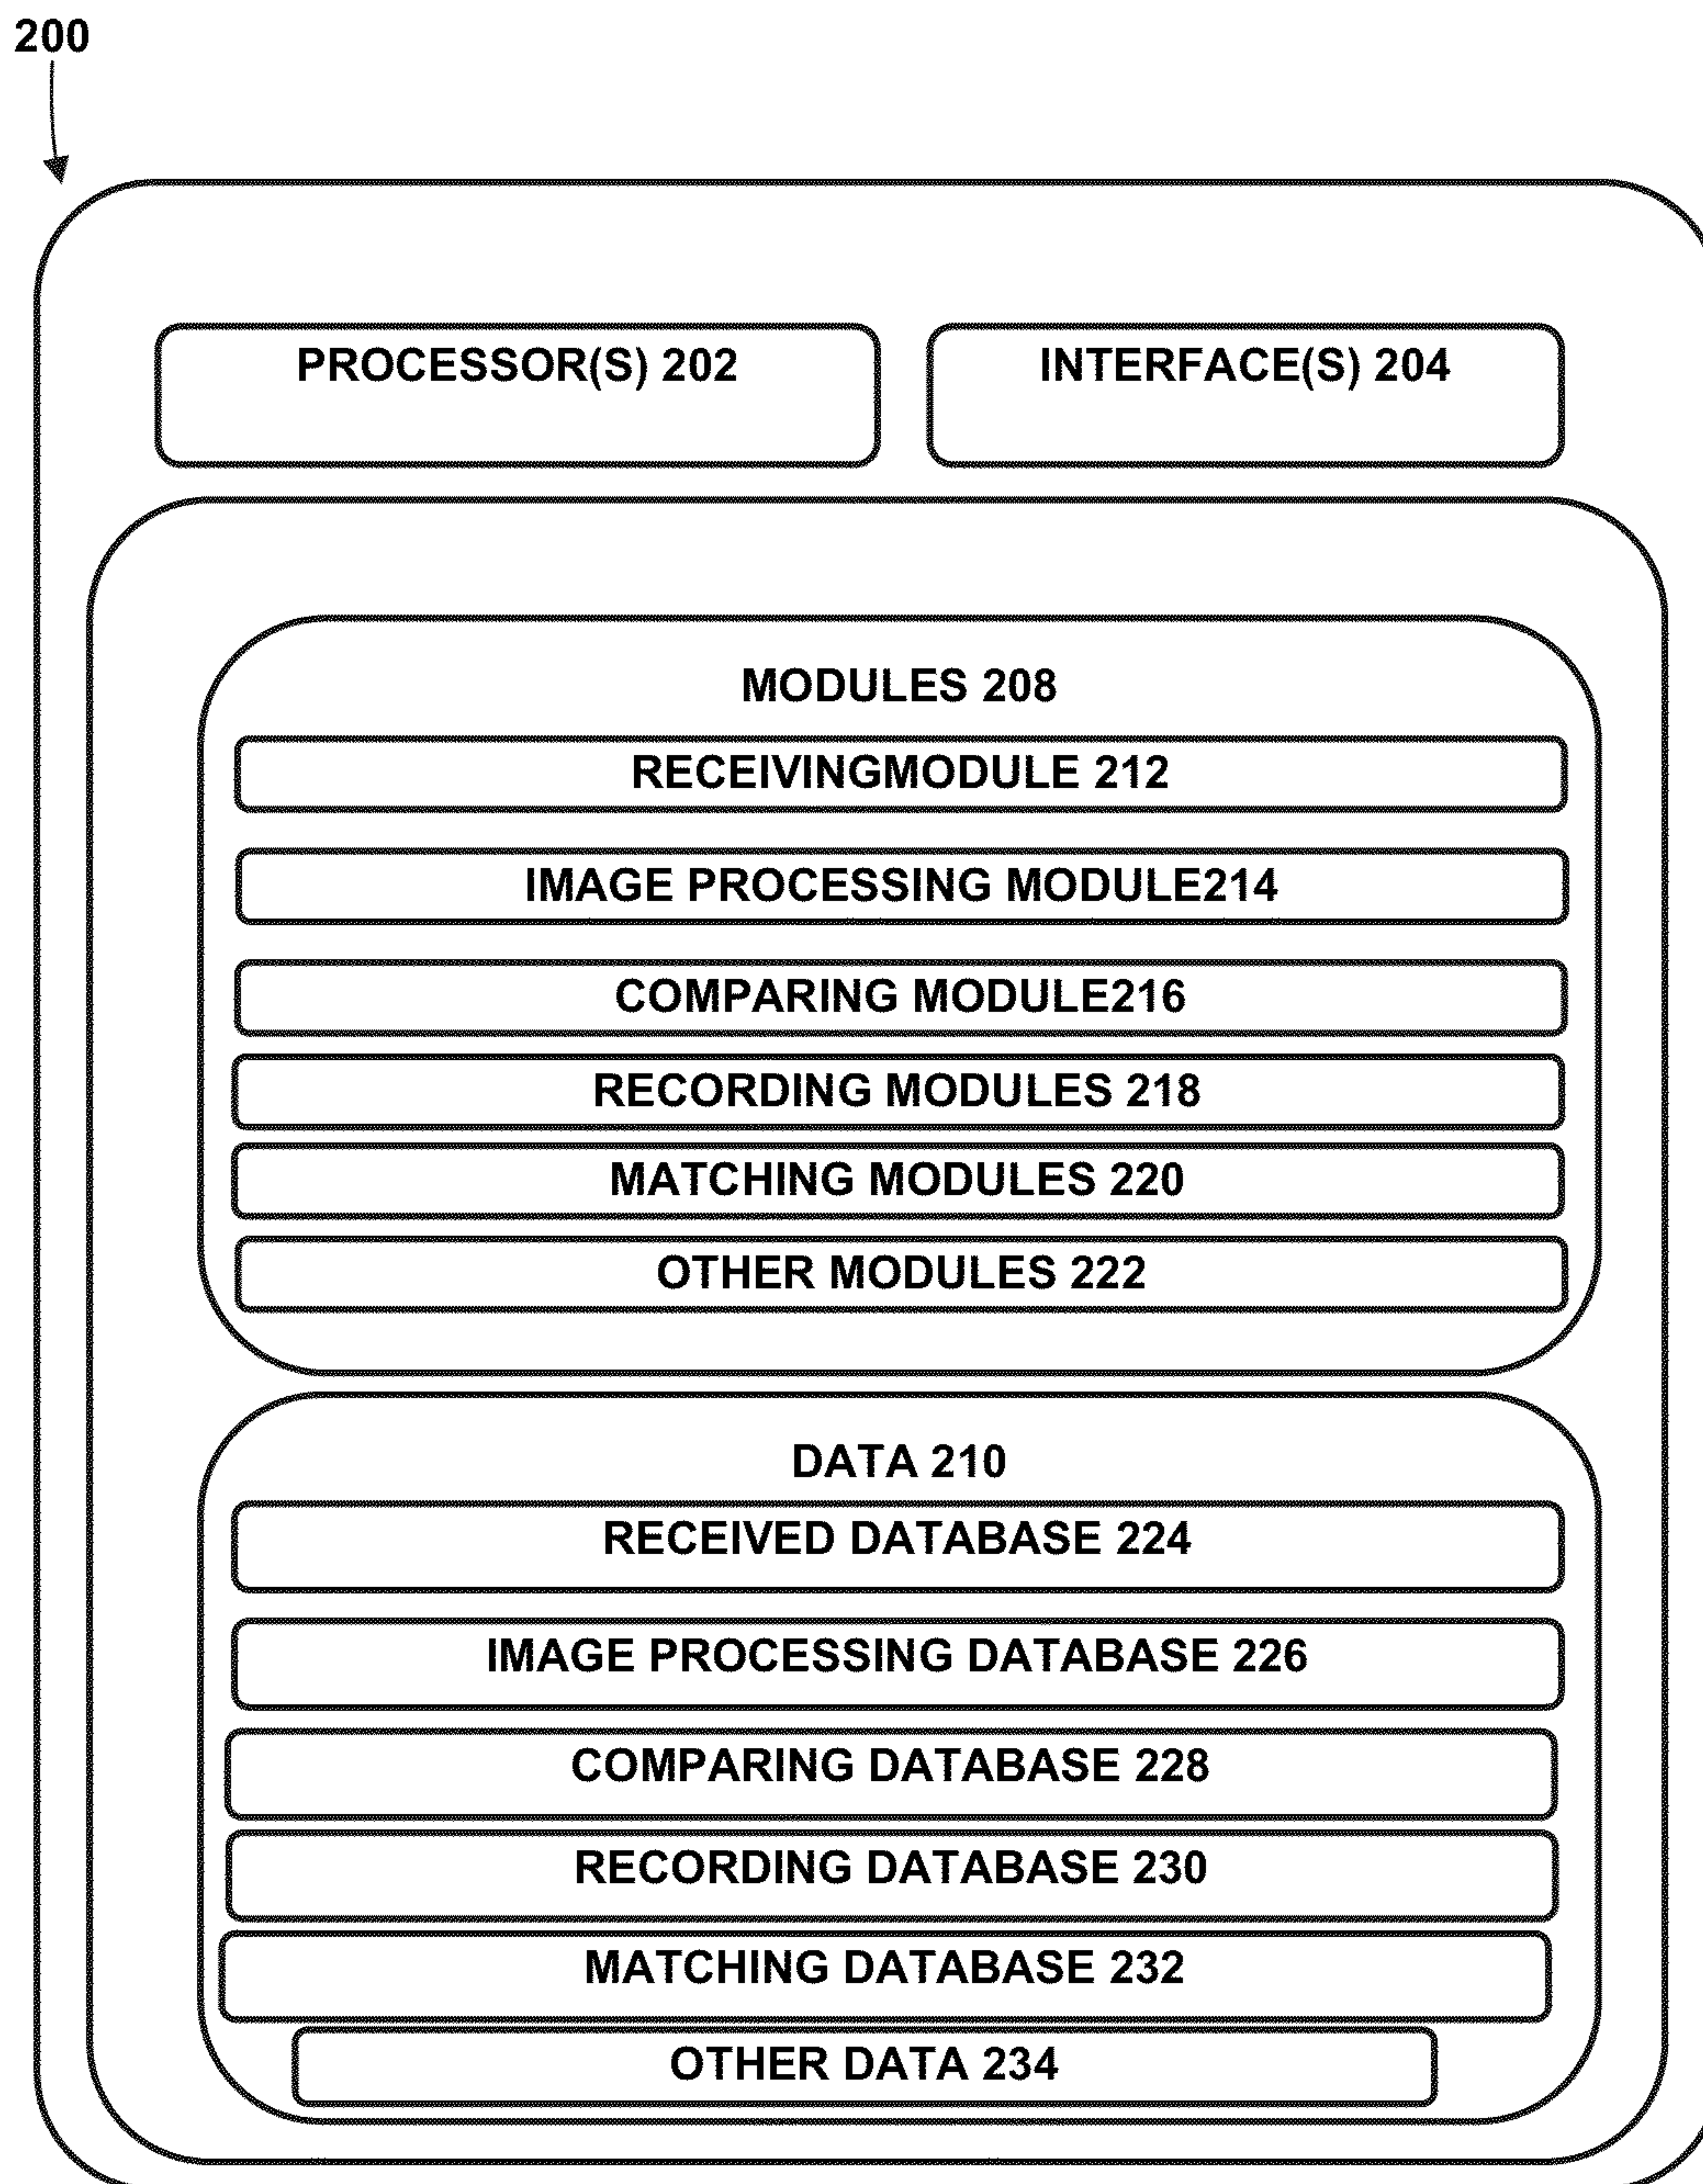 200
PROCESSOR(S) 202
INTERFACE(S) 204
MODULES 208
RECEIVINGMODULE 212
IMAGE PROCESSING MODULE214
COMPARING MODULE216
RECORDING MODULES 218
MATCHING MODULES 220
OTHER MODULES 222
DATA 210
RECEIVED DATABASE 224
IMAGE PROCESSING DATABASE 226
COMPARING DATABASE 228
RECORDING DATABASE 230
MATCHING DATABASE 232
OTHER DATA 234